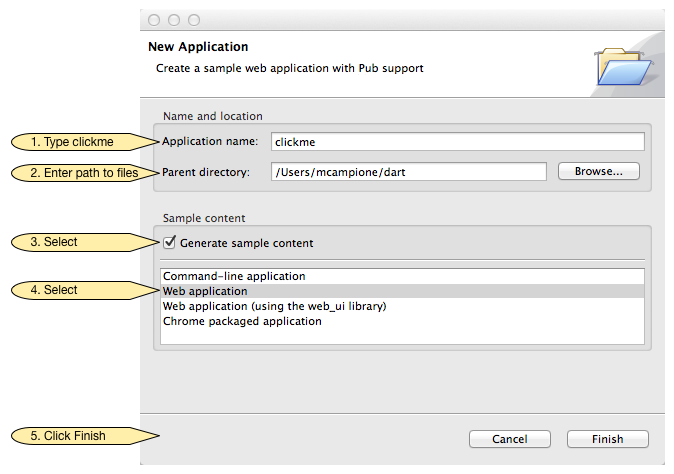 New Application
Create a sample web application with Pub support
Name and location
1. Type clickme
Application name:
clickme
2. Enter path to files
Parent directory:
/Users/mcampione/dart
Browse...
Sample content
3. Select
Generate sample content
Command-line application
4. Select
Web application
Web application (using the web_ui library)
Chrome packaged application
5. Click Finish
Cancel
Finish